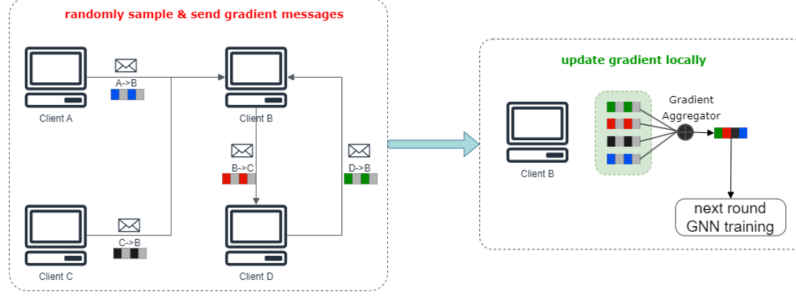 randomly sample & send gradient messages
A->B
Client A
Client B
B->C
D->B
C->B
Client C
Client D
update gradient locally
Client B
Gradient
Aggregator
next round
GNN training